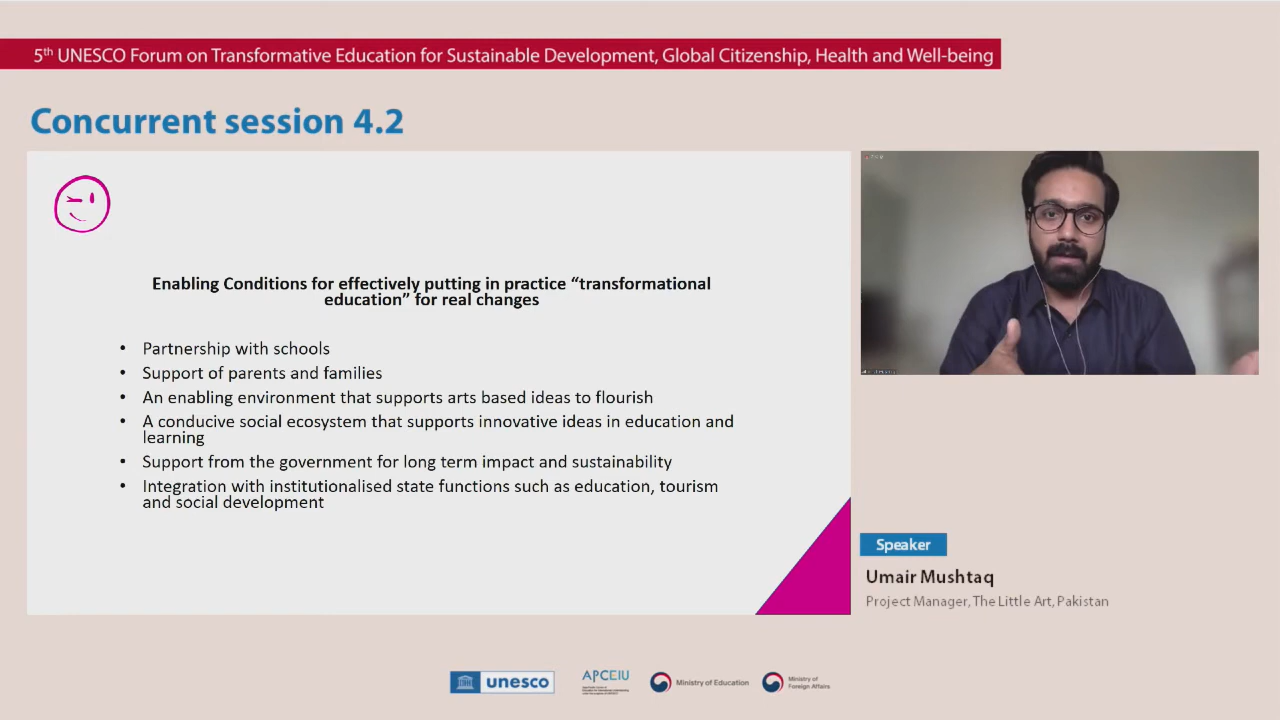 5th UNESCO Forum on Transformative Education for Sustainable Development, Global Citizenship, Health and Well-being
Concurrent session 4.2
Enabling Conditions for effectively putting in practice “transformational
education” for real changes
• Partnership with schools
• Support of parents and families
• An enabling environment that supports arts based ideas to flourish
• A conducive social ecosystem that supports innovative ideas in education and
learning
• Support from the government for long term impact and sustainability
• Integration with institutionalised state functions such as education, tourism
and social development
Speaker
Umair Mushtaq
Project Manager, The Little Art, Pakistan
unesco
APCEIU
Ministry of Education
Ministry of
Foreign Affairs